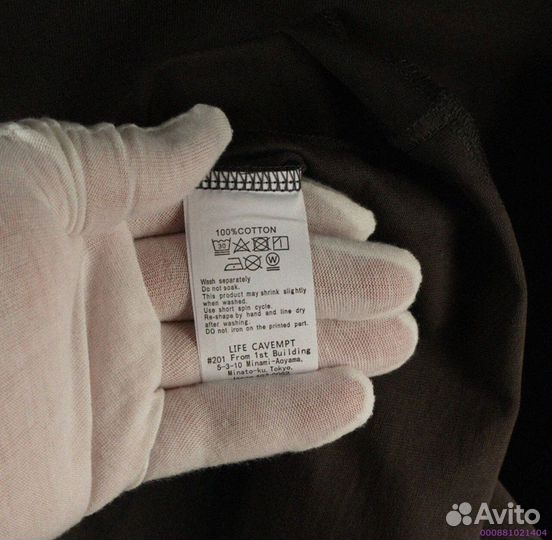 100%COTTON
30
W
Wash separately
Do not soak.
This product may shrink slightly
when washed.
Use short spin cycle.
Re-shape by hand and line dry
after washing.
DO not iron on the printed part.
LIFE CAVEMPT
#201 From 1st Building
5-3-10 Minami-Aoyama,
Minato-ku,Tokyo,
Avito
000881021404